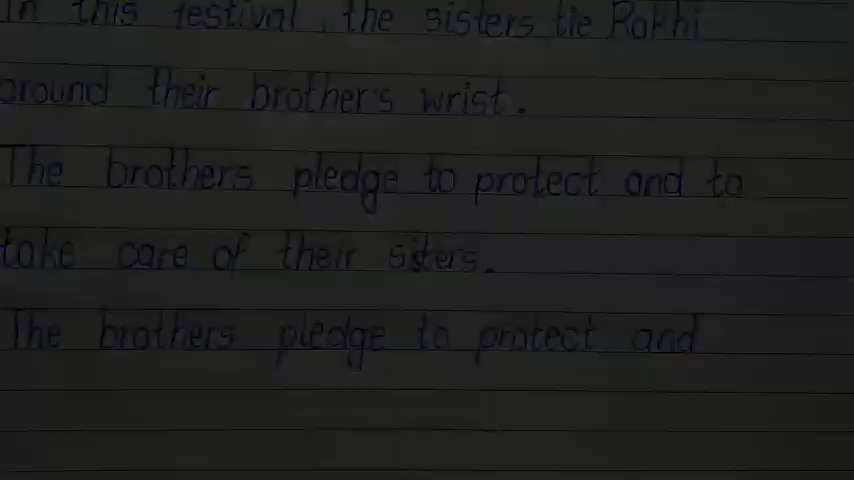 In this festival, the sisters tie Rakhi
around their brother's wrist.
The brothers pledge to protect and to
take care of their sisters.
The brothers pledge to protect and